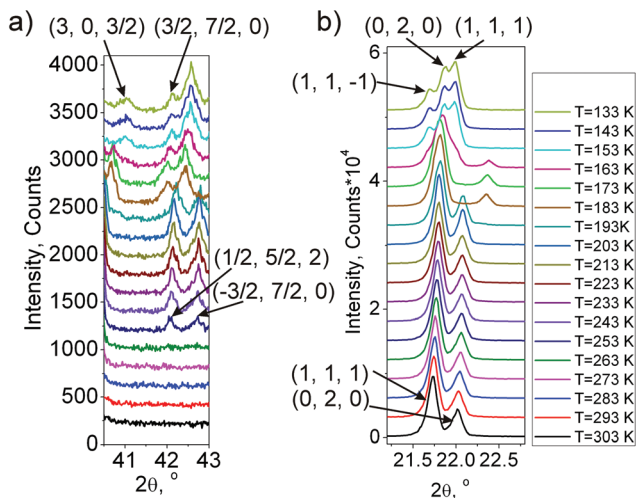 a)
(3, 0, 3/2)
(3/2, 7/2, 0)
4000
3500
3000
2500
2000
1500
1000
500
0
Intensity, Counts
(1/2, 5/2, 2)
(-3/2, 7/2, 0)
41
42
43
2θ, °
b)
(0, 2, 0)
(1, 1, 1)
(1, 1, -1)
6
4
2
0
Intensity, Counts*10⁴
(1, 1, 1)
(0, 2, 0)
21.5
22.0
22.5
2θ, °
T=133 K
T=143 K
T=153 K
T=163 K
T=173 K
T=183 K
T=193K
T=203 K
T=213 K
T=223 K
T=233 K
T=243 K
T=253 K
T=263 K
T=273 K
T=283 K
T=293 K
T=303 K